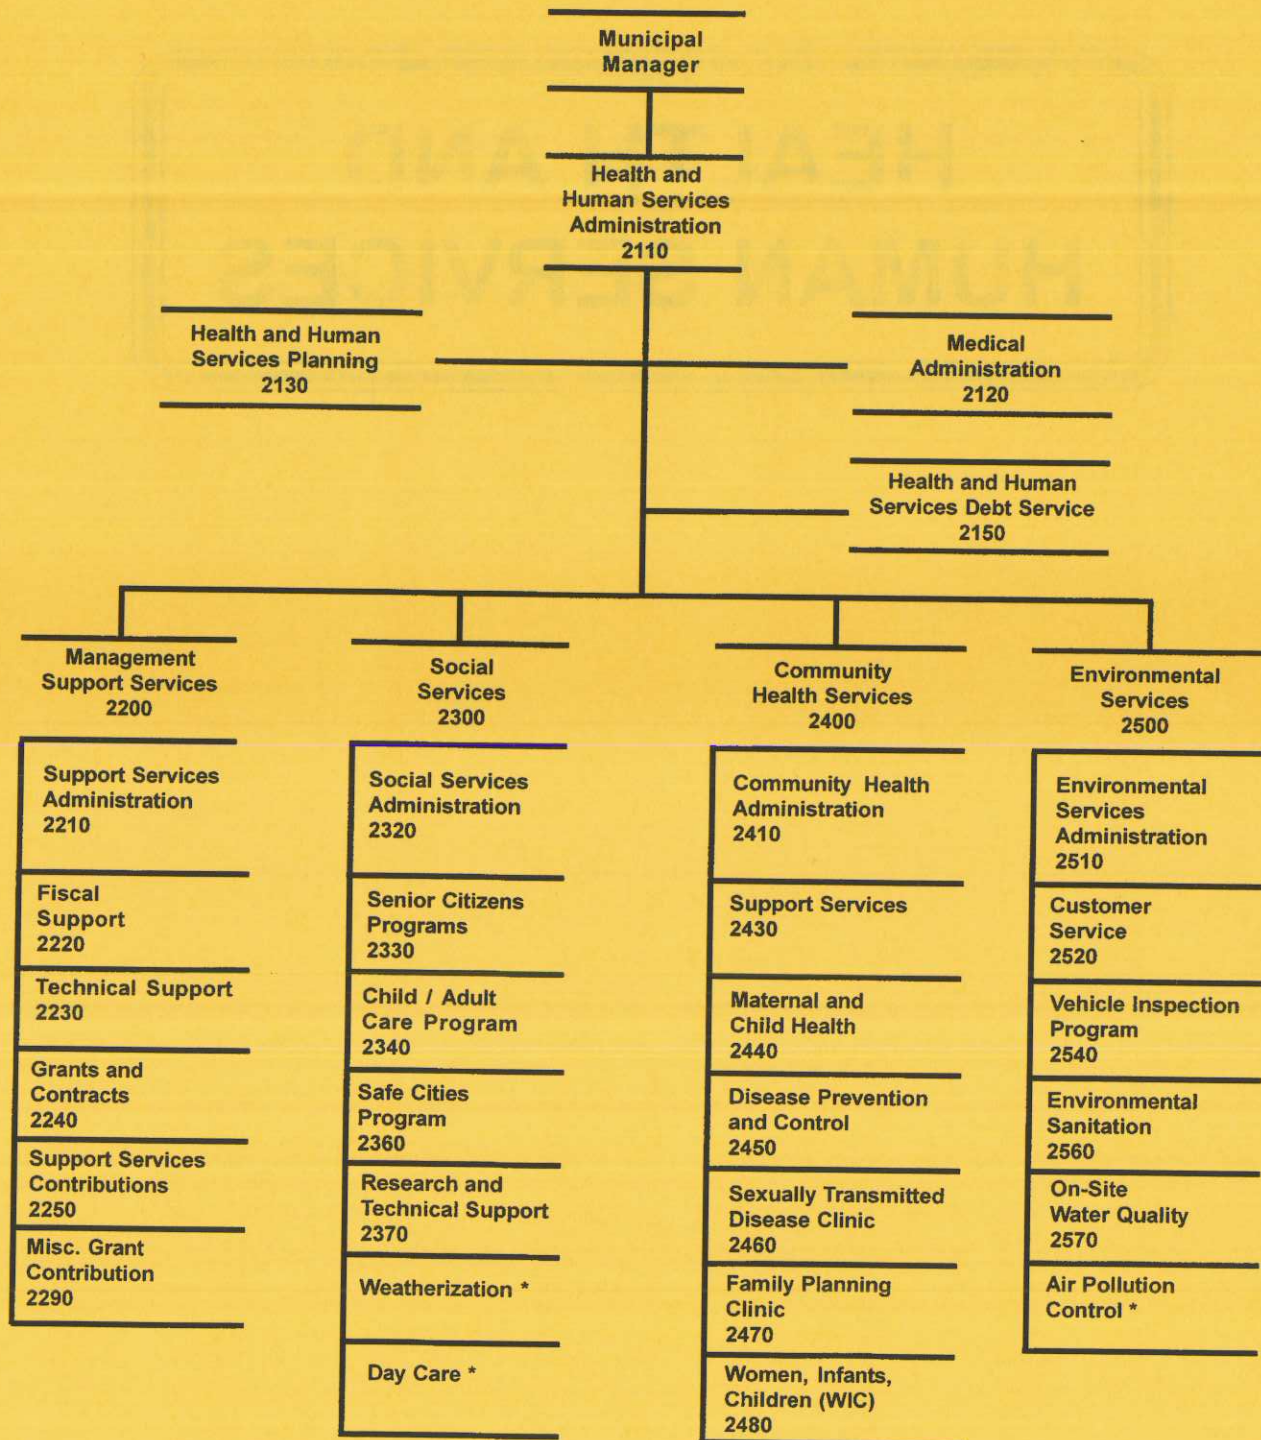 Municipal
Manager
Health and
Human Services
Administration
2110
Health and Human
Services Planning
2130
Medical
Administration
2120
Health and Human
Services Debt Service
2150
Management
Support Services
2200
Support Services
Administration
2210
Fiscal
Support
2220
Technical Support
2230
Grants and
Contracts
2240
Support Services
Contributions
2250
Misc. Grant
Contribution
2290
Social
Services
2300
Social Services
Administration
2320
Senior Citizens
Programs
2330
Child / Adult
Care Program
2340
Safe Cities
Program
2360
Research and
Technical Support
2370
Weatherization *
Day Care *
Community
Health Services
2400
Community Health
Administration
2410
Support Services
2430
Maternal and
Child Health
2440
Disease Prevention
and Control
2450
Sexually Transmitted
Disease Clinic
2460
Family Planning
Clinic
2470
Women, Infants,
Children (WIC)
2480
Environmental
Services
2500
Environmental
Services
Administration
2510
Customer
Service
2520
Vehicle Inspection
Program
2540
Environmental
Sanitation
2560
On-Site
Water Quality
2570
Air Pollution
Control *
HEALTH AND
HUMAN SERVICES